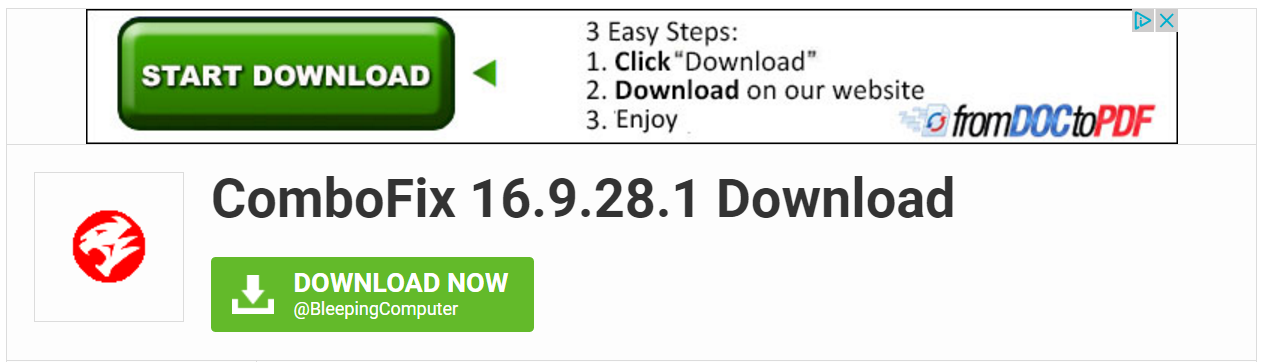 START DOWNLOAD
3 Easy Steps:
1. Click “Download”
2. Download on our website
3. Enjoy
fromDOCtoPDF
ComboFix 16.9.28.1 Download
DOWNLOAD NOW
@BleepingComputer